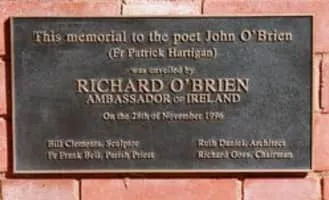 This memorial to the poet John O'Brien
(Fr Patrick Hartigan)
was unveiled by
RICHARD O'BRIEN
AMBASSADOR OF IRELAND
On the 28th of November 1996
Bill Clements, Sculptor
Ruth Daniel, Architect
Fr Frank Bell, Parish Priest
Richard Goss, Chairman